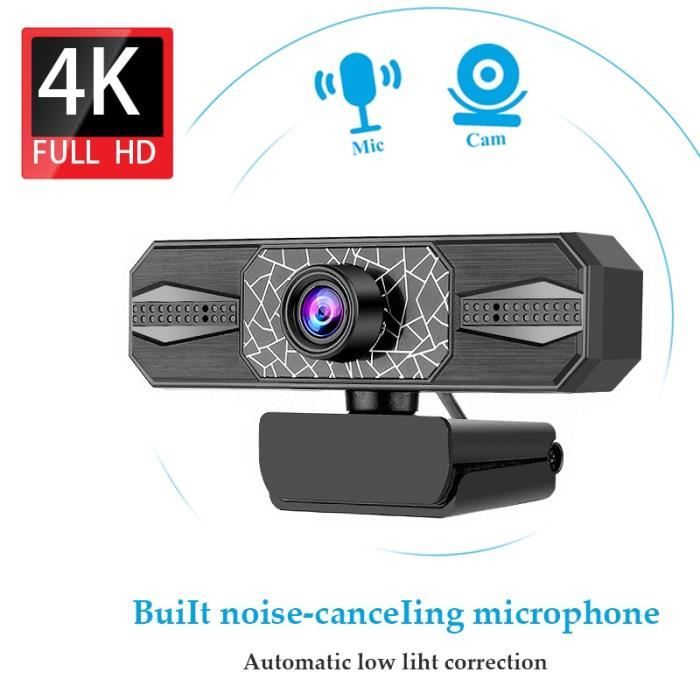 4K
FULL HD
Mic
Cam
BuiIt noise-canceIing microphone
Automatic low liht correction